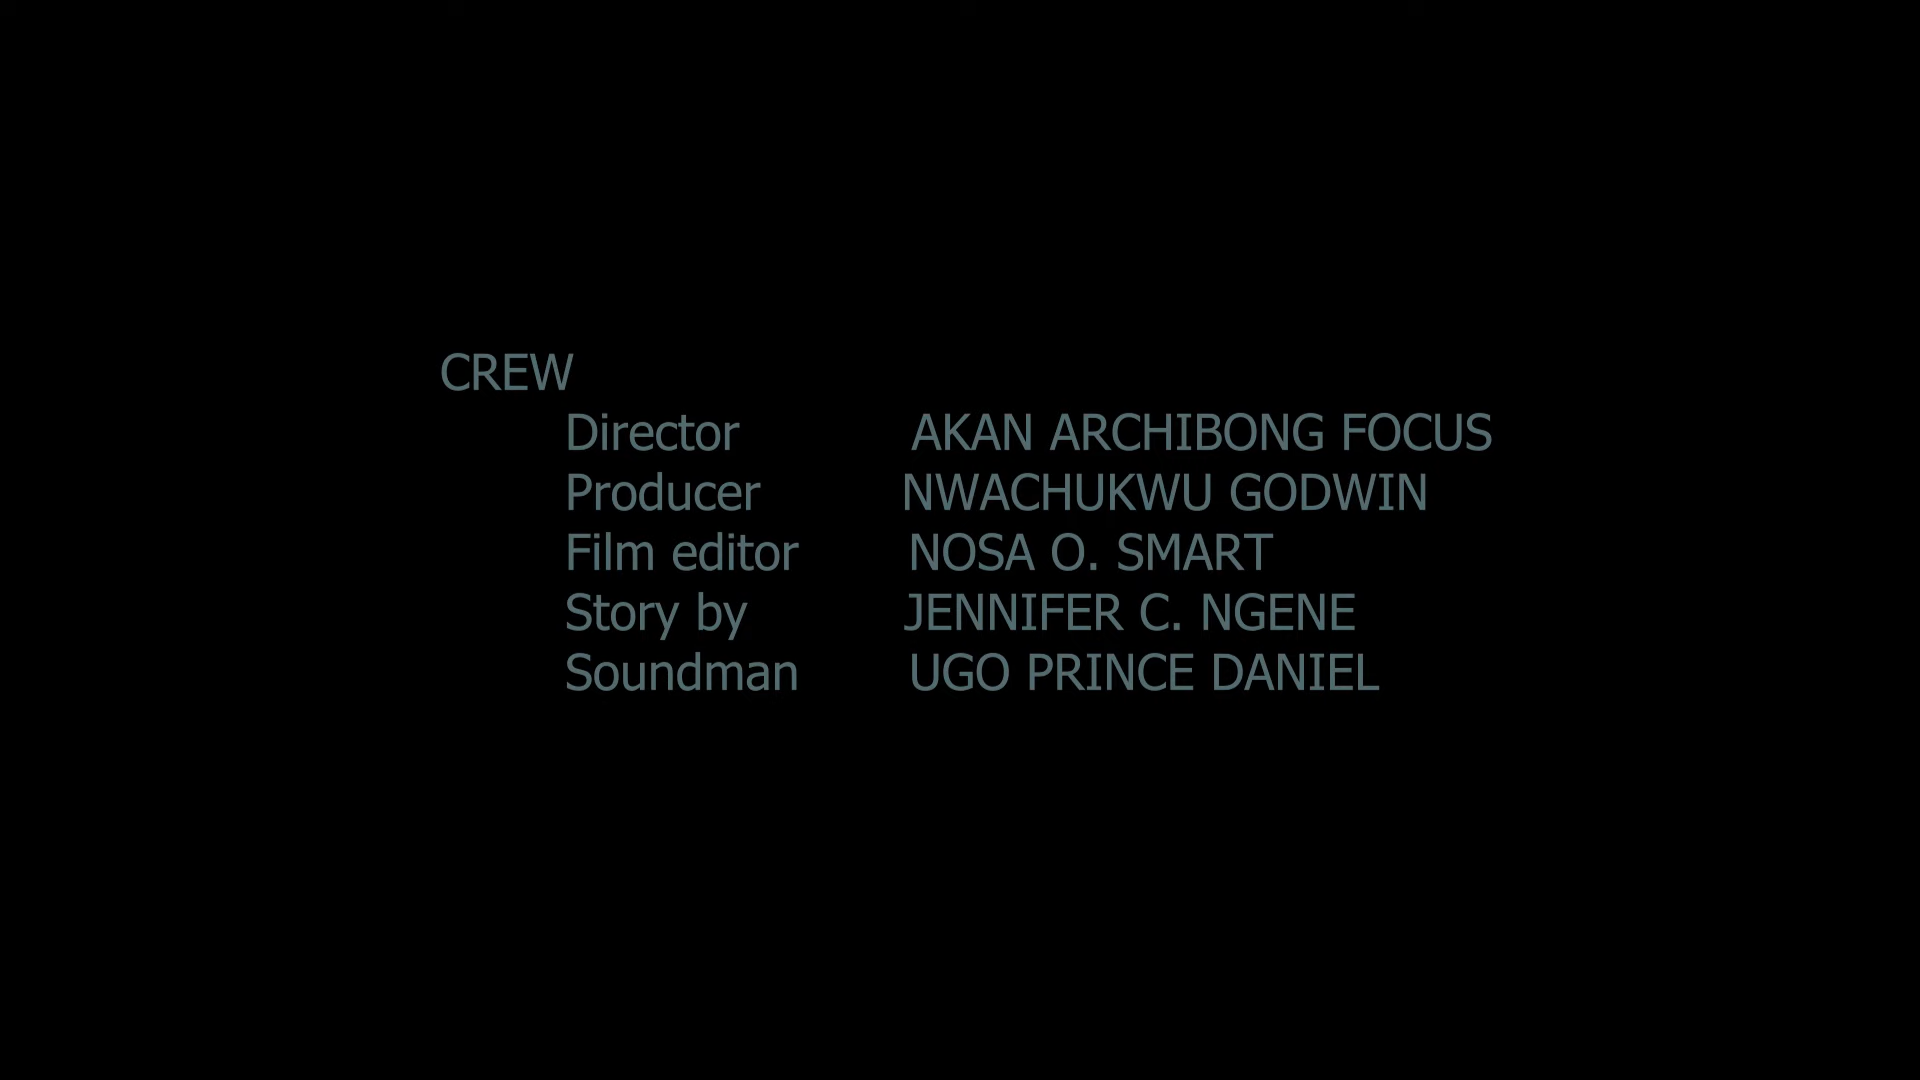 CREW
Director AKAN ARCHIBONG FOCUS
Producer NWACHUKWU GODWIN
Film editor NOSA O. SMART
Story by JENNIFER C. NGENE
Soundman UGO PRINCE DANIEL